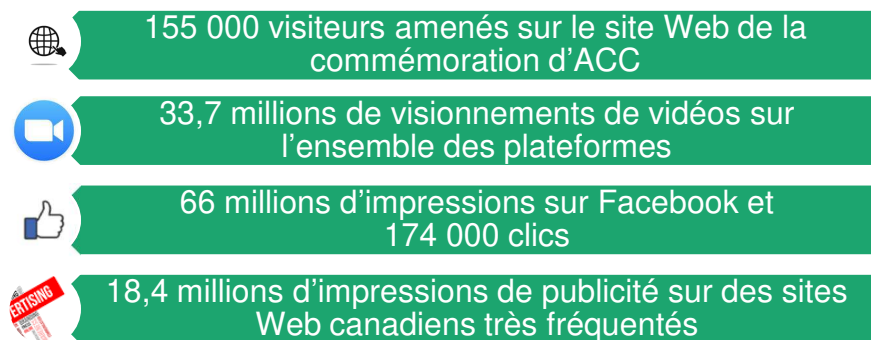 155 000 visiteurs amenés sur le site Web de la
commémoration d’ACC
33,7 millions de visionnements de vidéos sur
l’ensemble des plateformes
66 millions d’impressions sur Facebook et
174 000 clics
ERTISING
18,4 millions d’impressions de publicité sur des sites
Web canadiens très fréquentés